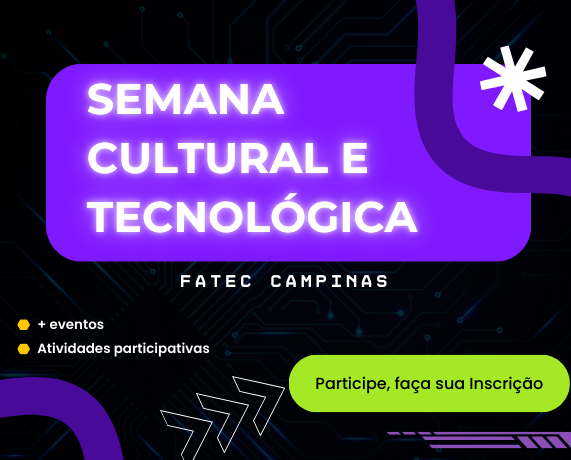 SEMANA
CULTURAL E
TECNOLÓGICA
FATEC CAMPINAS
+ eventos
Atividades participativas
Participe, faça sua Inscrição